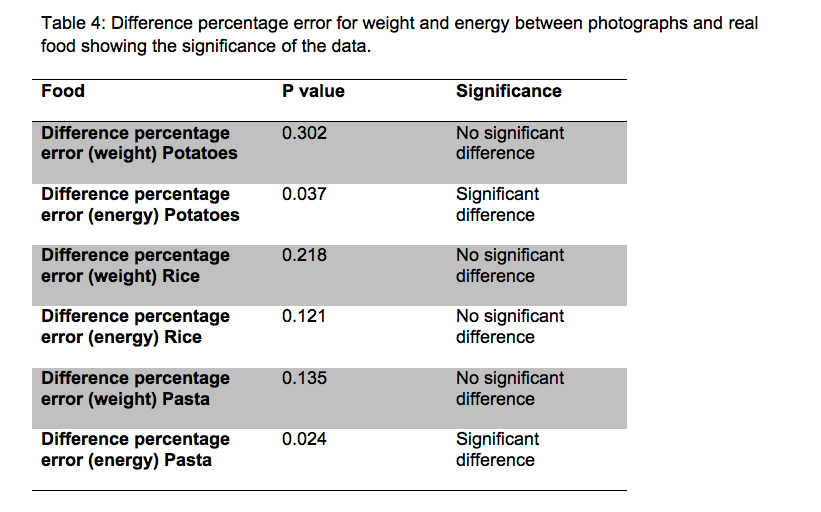 Table 4: Difference percentage error for weight and energy between photographs and real
food showing the significance of the data.
Food P value Significance
Difference percentage 0.302 No significant
error (weight) Potatoes difference
Difference percentage 0.037 Significant
error (energy) Potatoes difference
Difference percentage 0.218 No significant
error (weight) Rice difference
Difference percentage 0.121 No significant
error (energy) Rice difference
Difference percentage 0.135 No significant
error (weight) Pasta difference
Difference percentage 0.024 Significant
error (energy) Pasta difference